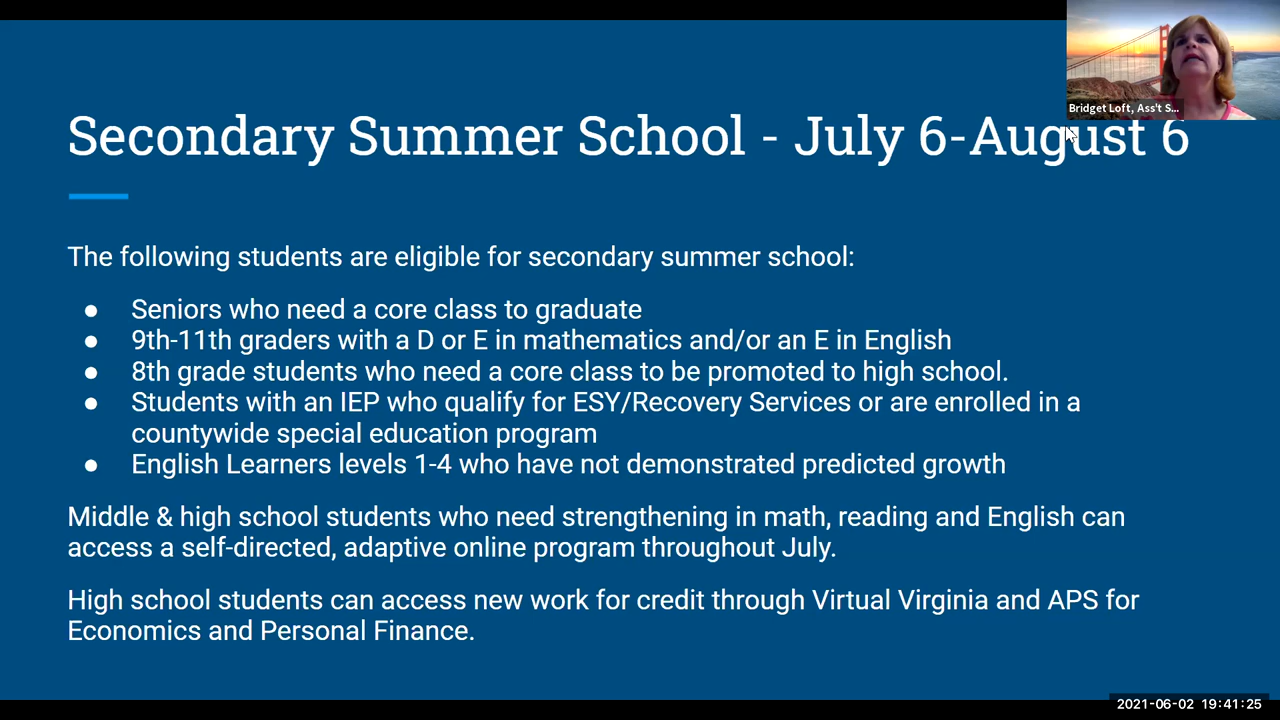 Bridget Loft, Ass't S...
Secondary Summer School - July 6-August 6
The following students are eligible for secondary summer school:
● Seniors who need a core class to graduate
● 9th-11th graders with a D or E in mathematics and/or an E in English
● 8th grade students who need a core class to be promoted to high school.
● Students with an IEP who qualify for ESY/Recovery Services or are enrolled in a
countywide special education program
● English Learners levels 1-4 who have not demonstrated predicted growth
Middle & high school students who need strengthening in math, reading and English can
access a self-directed, adaptive online program throughout July.
High school students can access new work for credit through Virtual Virginia and APS for
Economics and Personal Finance.
2021-06-02 19:41:25